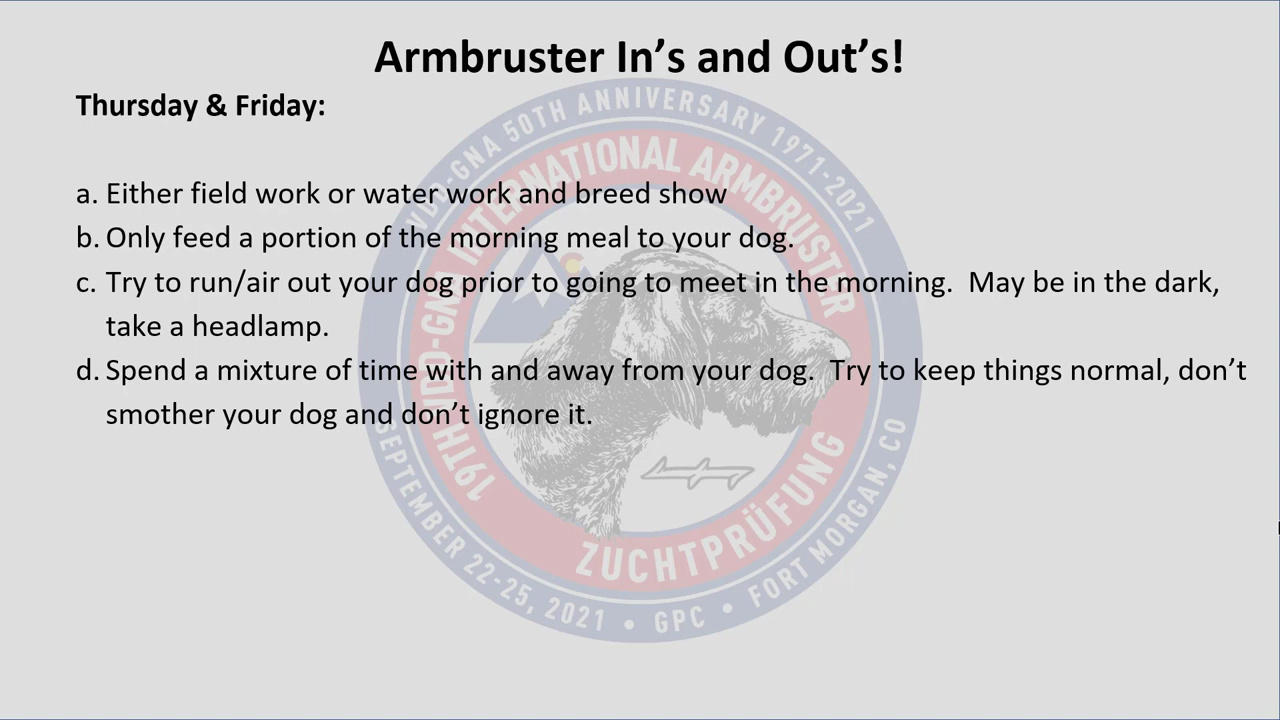 Armbruster In’s and Out’s!
Thursday & Friday:
a. Either field work or water work and breed show
b. Only feed a portion of the morning meal to your dog.
c. Try to run/air out your dog prior to going to meet in the morning.  May be in the dark,
take a headlamp.
d. Spend a mixture of time with and away from your dog.  Try to keep things normal, don’t
smother your dog and don’t ignore it.
VDD-GNA 50TH ANNIVERSARY 1971-2021
19TH VDD-GNA INTERNATIONAL ARMBRUSTER
ZUCHTPRÜFUNG
SEPTEMBER 22-25, 2021 • GPC • FORT MORGAN, CO